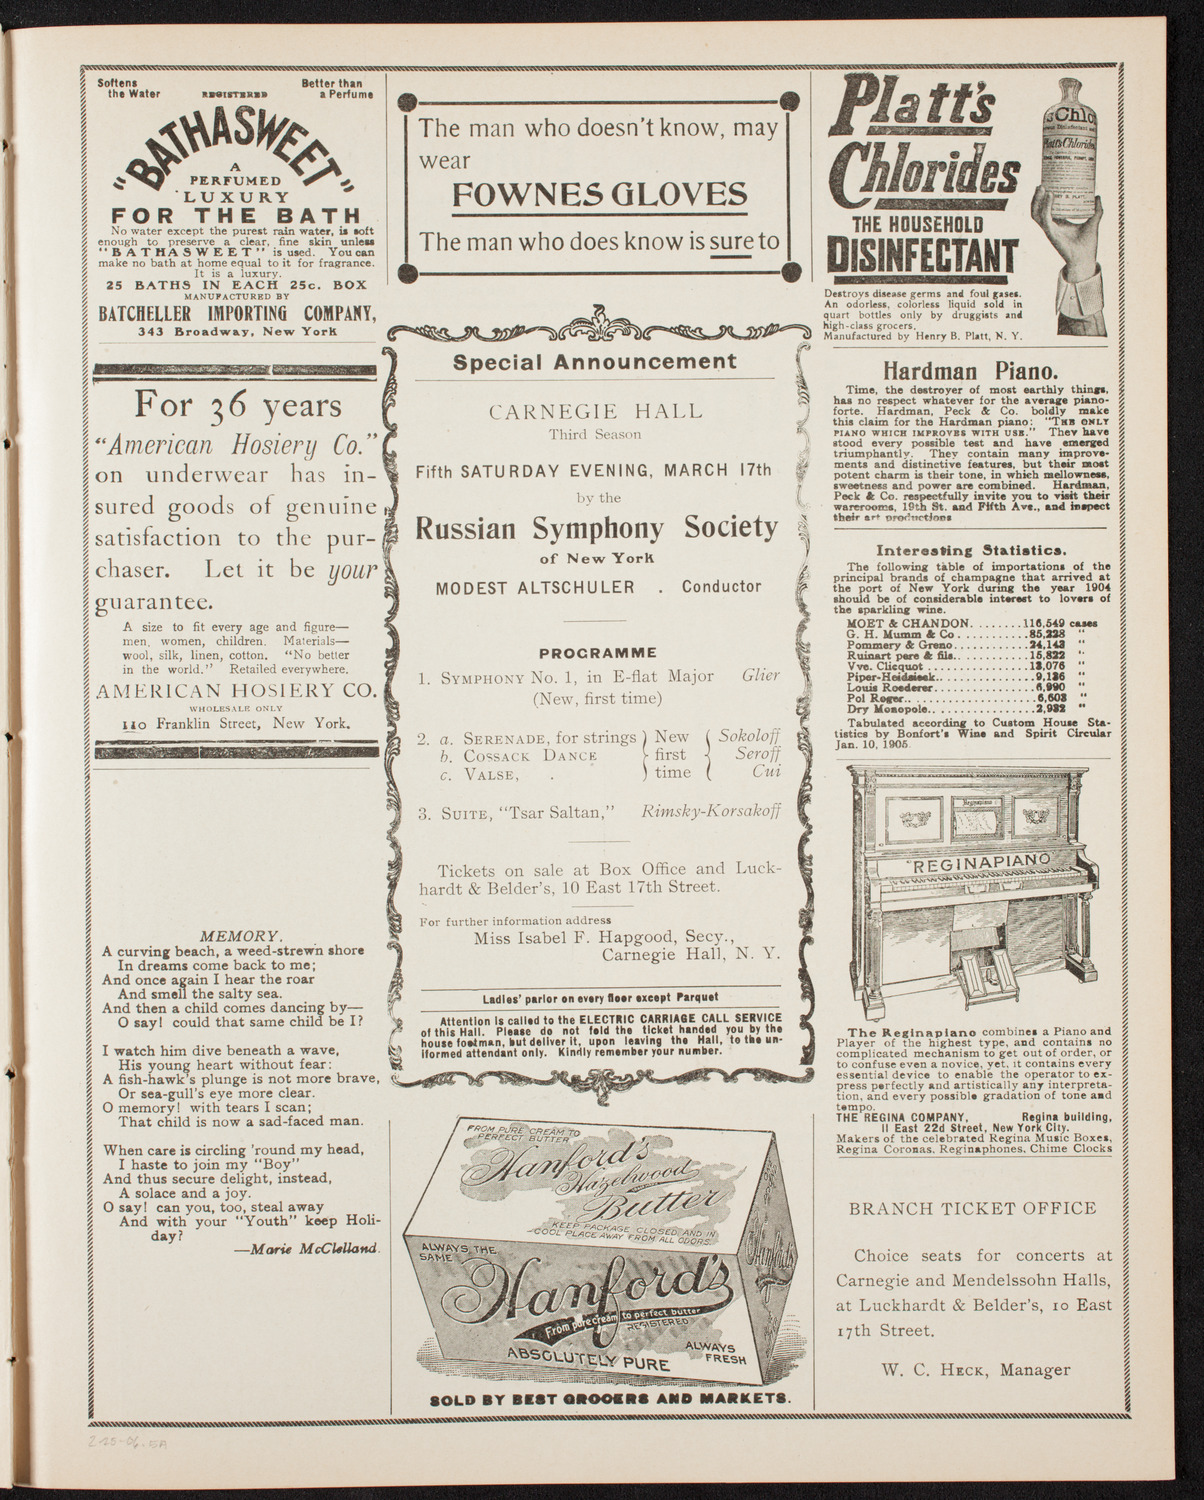 Softens
the Water
REGISTERED
Better than
a Perfume
"BATHASWEET"
A
PERFUMED
LUXURY
FOR THE BATH
No water except the purest rain water, is soft
enough to preserve a clear, fine skin unless
"BATHASWEET" is used. You can
make no bath at home equal to it for fragrance.
It is a luxury.
25 BATHS IN EACH 25c. BOX
MANUFACTURED BY
BATCHELLER IMPORTING COMPANY,
343 Broadway, New York
For 36 years
"American Hosiery Co."
on underwear has in-
sured goods of genuine
satisfaction to the pur-
chaser. Let it be your
guarantee.
A size to fit every age and figure—
men, women, children. Materials—
wool, silk, linen, cotton. "No better
in the world." Retailed everywhere.
AMERICAN HOSIERY CO.
WHOLESALE ONLY
110 Franklin Street, New York.
MEMORY.
A curving beach, a weed-strewn shore
In dreams come back to me;
And once again I hear the roar
And smell the salty sea.
And then a child comes dancing by—
O say! could that same child be I?
I watch him dive beneath a wave,
His young heart without fear:
A fish-hawk's plunge is not more brave,
Or sea-gull's eye more clear.
O memory! with tears I scan;
That child is now a sad-faced man.
When care is circling 'round my head,
I haste to join my "Boy"
And thus secure delight, instead,
A solace and a joy.
O say! can you, too, steal away
And with your "Youth" keep Holi-
day?
—Marie McClelland.
The man who doesn't know, may
wear
FOWNES GLOVES
The man who does know is sure to
Special Announcement
CARNEGIE HALL
Third Season
Fifth SATURDAY EVENING, MARCH 17th
by the
Russian Symphony Society
of New York
MODEST ALTSCHULER . Conductor
PROGRAMME
1. SYMPHONY No. 1, in E-flat Major Glier
(New, first time)
2. a. SERENADE, for strings ) New ( Sokoloff
b. COSSACK DANCE } first { Seroff
c. VALSE, . ) time ( Cui
3. SUITE, "Tsar Saltan," Rimsky-Korsakoff
Tickets on sale at Box Office and Luck-
hardt & Belder's, 10 East 17th Street.
For further information address
Miss Isabel F. Hapgood, Secy.,
Carnegie Hall, N. Y.
Ladies' parlor on every floor except Parquet
Attention is called to the ELECTRIC CARRIAGE CALL SERVICE
of this Hall. Please do not fold the ticket handed you by the
house footman, but deliver it, upon leaving the Hall, to the un-
iformed attendant only. Kindly remember your number.
FROM PURE CREAM TO
PERFECT BUTTER
Hanford's
Hazelwood
Butter
KEEP PACKAGE CLOSED AND IN
COOL PLACE AWAY FROM ALL ODORS.
ALWAYS THE
SAME
Hanford's
From pure cream to perfect butter
REGISTERED
ABSOLUTELY PURE
ALWAYS
FRESH
Hanford's
SOLD BY BEST GROCERS AND MARKETS.
Platt's
Chlorides
THE HOUSEHOLD
DISINFECTANT
Platt's Chlorides
Destroys disease germs and foul gases.
An odorless, colorless liquid sold in
quart bottles only by druggists and
high-class grocers.
Manufactured by Henry B. Platt, N. Y.
Hardman Piano.
Time, the destroyer of most earthly things,
has no respect whatever for the average piano-
forte. Hardman, Peck & Co. boldly make
this claim for the Hardman piano: "THE ONLY
PIANO WHICH IMPROVES WITH USE." They have
stood every possible test and have emerged
triumphantly. They contain many improve-
ments and distinctive features, but their most
potent charm is their tone, in which mellowness,
sweetness and power are combined. Hardman,
Peck & Co. respectfully invite you to visit their
warerooms, 19th St. and Fifth Ave., and inspect
their art productions
Interesting Statistics.
The following table of importations of the
principal brands of champagne that arrived at
the port of New York during the year 1904
should be of considerable interest to lovers of
the sparkling wine.
MOET & CHANDON........116,549 cases
G. H. Mumm & Co...........85,228 "
Pommery & Greno............24,143 "
Ruinart pere & fils............15,822 "
Vve. Clicquot..................13,076 "
Piper-Heidsieck..............9,136 "
Louis Roederer...............6,990 "
Pol Roger.....................6,603 "
Dry Monopole................2,932 "
Tabulated according to Custom House Sta-
tistics by Bonfort's Wine and Spirit Circular
Jan. 10, 1905.
Reginapiano
"REGINAPIANO"
The Reginapiano combines a Piano and
Player of the highest type, and contains no
complicated mechanism to get out of order, or
to confuse even a novice, yet, it contains every
essential device to enable the operator to ex-
press perfectly and artistically any interpreta-
tion, and every possible gradation of tone and
tempo.
THE REGINA COMPANY, Regina building,
11 East 22d Street, New York City.
Makers of the celebrated Regina Music Boxes,
Regina Coronas, Reginaphones, Chime Clocks
BRANCH TICKET OFFICE
Choice seats for concerts at
Carnegie and Mendelssohn Halls,
at Luckhardt & Belder's, 10 East
17th Street.
W. C. HECK, Manager
2-25-06.EA